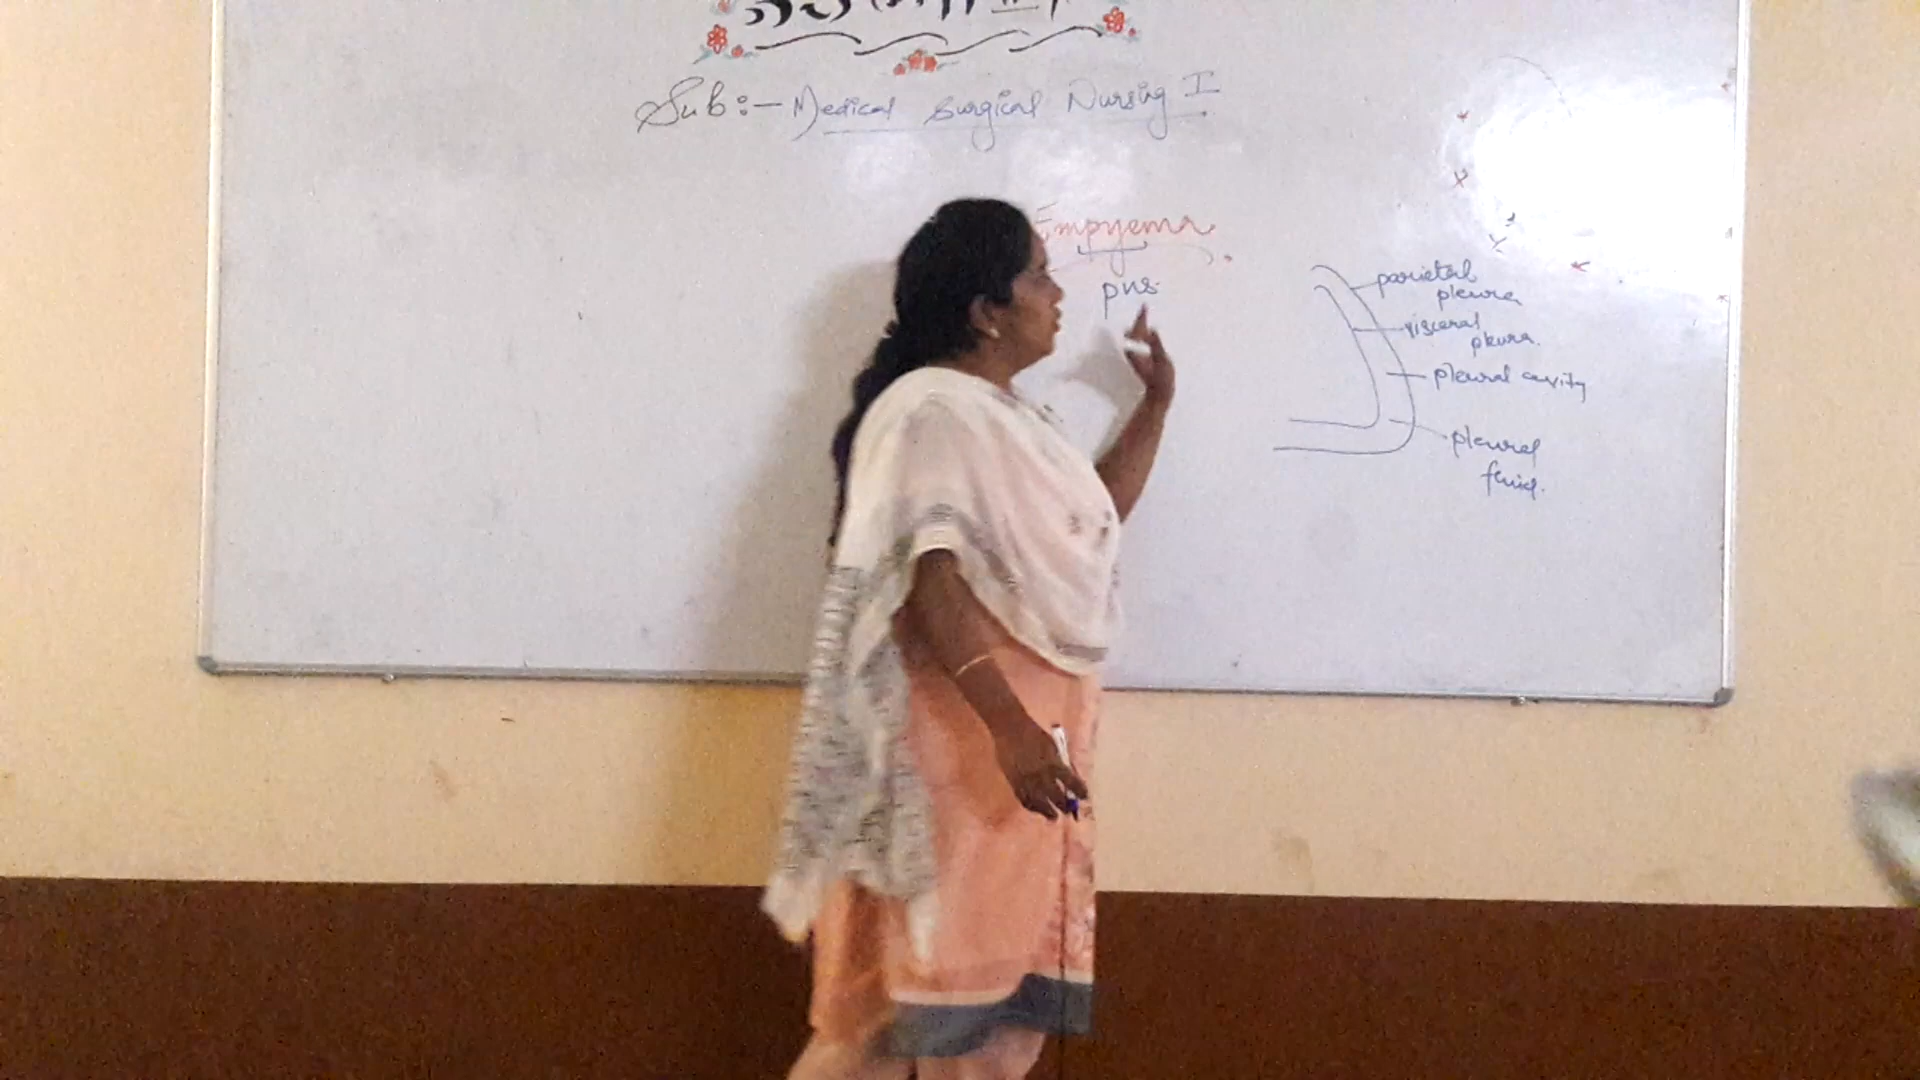 Sub:- Medical Surgical Nursing I
Empyema
pus
parietal
pleura
visceral
pleura.
pleural cavity
pleural
fluid.